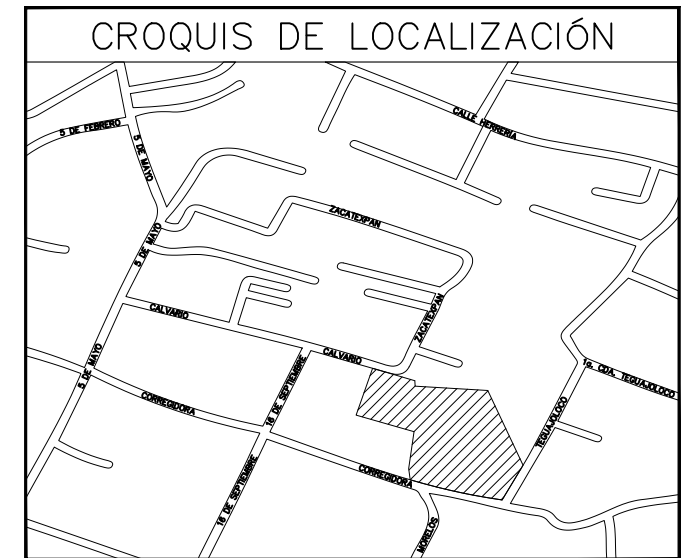 CROQUIS DE LOCALIZACIÓN
CALLE HERRERIA
5 DE FEBRERO
5 DE MAYO
ZACATEXPAN
5 DE MAYO
CALVARIO
ZACATEXPAN
CALVARIO
5 DE MAYO
16 DE SEPTIEMBRE
1a. CDA. TEGUAJOLOCO
CORREGIDORA
TEGUAJOLOCO
CORREGIDORA
16 DE SEPTIEMBRE
MORELOS